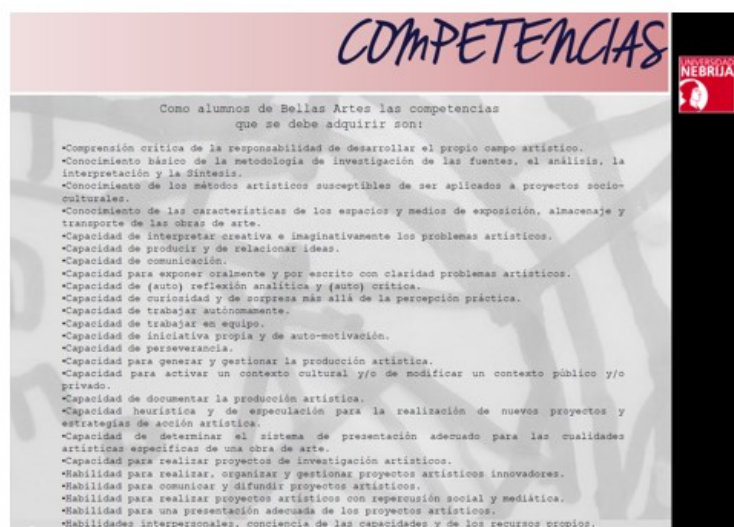 COMPETENCIAS
UNIVERSIDAD
NEBRIJA
Como alumnos de Bellas Artes las competencias
que se debe adquirir son:
•Comprensión crítica de la responsabilidad de desarrollar el propio campo artístico.
•Conocimiento básico de la metodología de investigación de las fuentes, el análisis, la
interpretación y la Síntesis.
•Conocimiento de los métodos artísticos susceptibles de ser aplicados a proyectos socio-
culturales.
•Conocimiento de las características de los espacios y medios de exposición, almacenaje y
transporte de las obras de arte.
•Capacidad de interpretar creativa e imaginativamente los problemas artísticos.
•Capacidad de producir y de relacionar ideas.
•Capacidad de comunicación.
•Capacidad para exponer oralmente y por escrito con claridad problemas artísticos.
•Capacidad de (auto) reflexión analítica y (auto) crítica.
•Capacidad de curiosidad y de sorpresa más allá de la percepción práctica.
•Capacidad de trabajar autónomamente.
•Capacidad de trabajar en equipo.
•Capacidad de iniciativa propia y de auto-motivación.
•Capacidad de perseverancia.
•Capacidad para generar y gestionar la producción artística.
•Capacidad para activar un contexto cultural y/o de modificar un contexto público y/o
privado.
•Capacidad de documentar la producción artística.
•Capacidad heurística y de especulación para la realización de nuevos proyectos y
estrategias de acción artística.
•Capacidad de determinar el sistema de presentación adecuado para las cualidades
artísticas específicas de una obra de arte.
•Capacidad para realizar proyectos de investigación artísticos.
•Habilidad para realizar, organizar y gestionar proyectos artísticos innovadores.
•Habilidad para comunicar y difundir proyectos artísticos.
•Habilidad para realizar proyectos artísticos con repercusión social y mediática.
•Habilidad para una presentación adecuada de los proyectos artísticos.
•Habilidades interpersonales, conciencia de las capacidades y de los recursos propios.